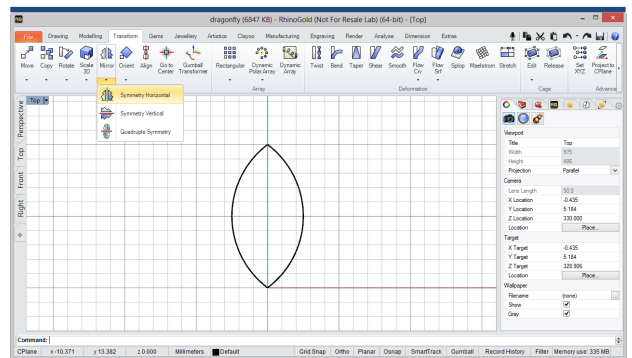 dragonfly (6847 KB) - RhinoGold (Not For Resale Lab) (64-bit) - [Top]
File Drawing Modelling Transform Gems Jewellery Artistics Clayoo Manufacturing Engraving Render Analyse Dimension Extras
Move Copy Rotate Scale 3D Mirror Orient Align Go to Center Gumball Transformer Rectangular Dynamic Polar Array Dynamic Array Twist Bend Taper Shear Smooth Flow Crv Flow Srf Splop Maelstrom Stretch Edit Release Set XYZ Project to CPlane
Array Deformation Cage Advance
Symmetry Horizontal
Symmetry Vertical
Quadruple Symmetry
Top
Perspective
Top
Front
Right
Viewport
Title Top
Width 975
Height 486
Projection Parallel
Camera
Lens Length 50.0
X Location -0.435
Y Location 5.184
Z Location 330.000
Location Place...
Target
X Target -0.435
Y Target 5.184
Z Target 328.906
Location Place...
Wallpaper
Filename (none) ...
Show
Gray
Command:
CPlane x -10.371 y 13.382 z 0.000 Millimeters Default Grid Snap Ortho Planar Osnap SmartTrack Gumball Record History Filter Memory use: 335 MB